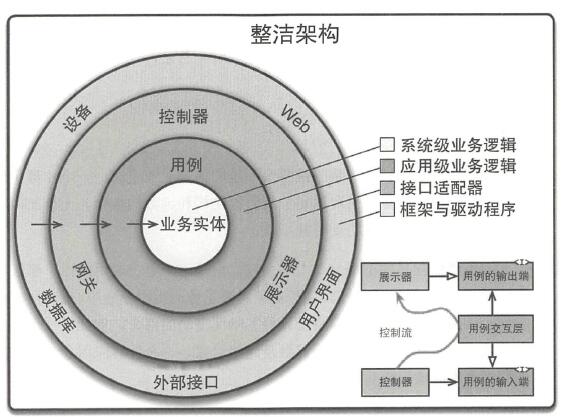 整洁架构
设备
Web
控制器
用例
业务实体
网关
展示器
数据库
用户界面
外部接口
系统级业务逻辑
应用级业务逻辑
接口适配器
框架与驱动程序
展示器
用例的输出端
<I>
控制流
用例交互层
控制器
用例的输入端
<I>